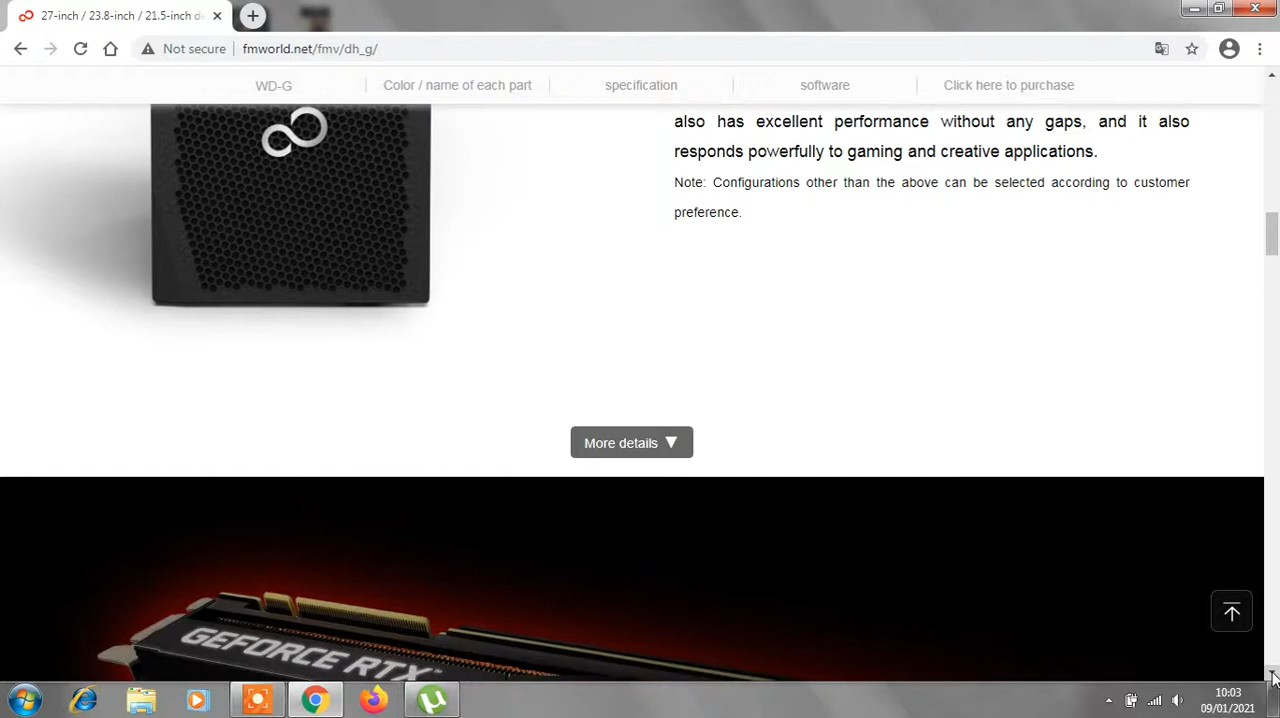 27-inch / 23.8-inch / 21.5-inch de
Not secure
fmworld.net/fmv/dh_g/
WD-G
Color / name of each part
specification
software
Click here to purchase
also has excellent performance without any gaps, and it also
responds powerfully to gaming and creative applications.
Note: Configurations other than the above can be selected according to customer
preference.
More details ▼
GEFORCE RTX™
10:03
09/01/2021